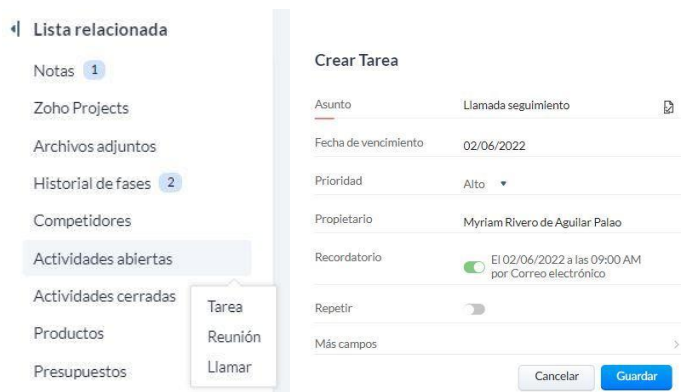 Lista relacionada
Notas 1
Zoho Projects
Archivos adjuntos
Historial de fases 2
Competidores
Actividades abiertas
Actividades cerradas
Productos
Presupuestos
Tarea
Reunión
Llamar
Crear Tarea
Asunto Llamada seguimiento
Fecha de vencimiento 02/06/2022
Prioridad Alto
Propietario Myriam Rivero de Aguilar Palao
Recordatorio El 02/06/2022 a las 09:00 AM
por Correo electrónico
Repetir
Más campos
Cancelar Guardar